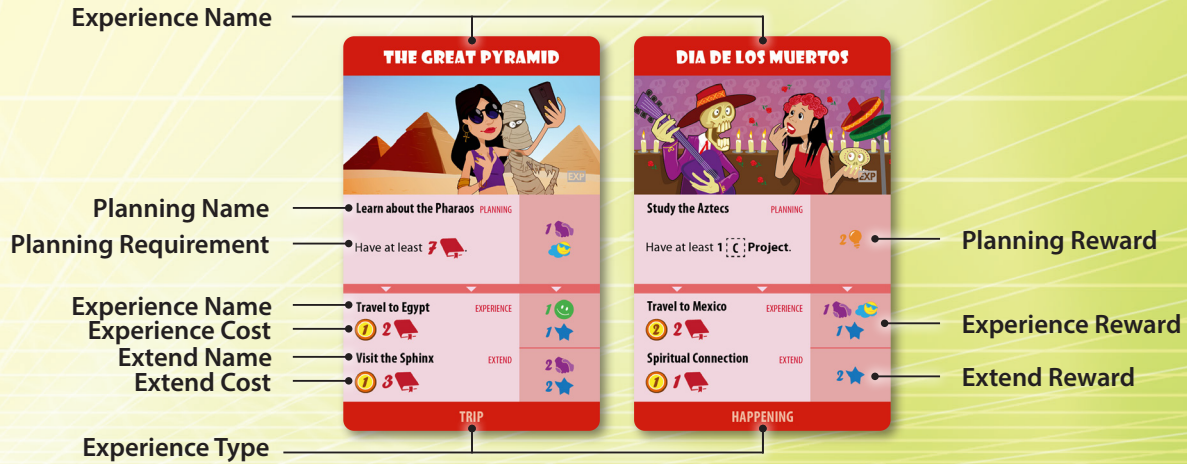 Experience Name
THE GREAT PYRAMID
DIA DE LOS MUERTOS
EXP
EXP
Planning Name
Learn about the Pharaos PLANNING
Study the Aztecs PLANNING
1
Planning Requirement
Have at least 7 .
Have at least 1 C Project.
2
Planning Reward
Experience Name
Travel to Egypt EXPERIENCE
1
Travel to Mexico EXPERIENCE
1
Experience Cost
1 2
1
2 2
1
Experience Reward
Extend Name
Visit the Sphinx EXTEND
2
Spiritual Connection EXTEND
Extend Cost
1 3
2
1 1
2
Extend Reward
TRIP
HAPPENING
Experience Type